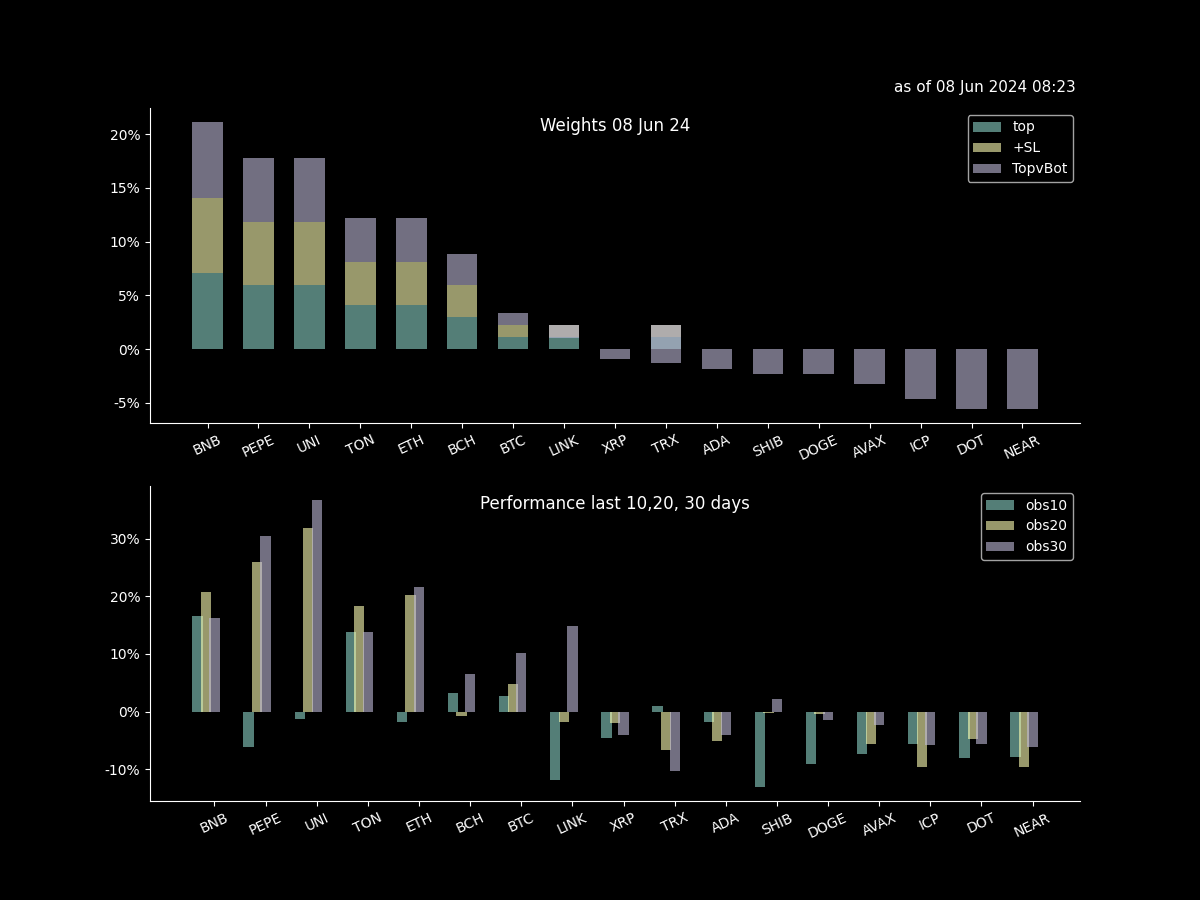 as of 08 Jun 2024 08:23
Weights 08 Jun 24
top
+SL
TopvBot
20%
15%
10%
5%
0%
-5%
BNB PEPE UNI TON ETH BCH BTC LINK XRP TRX ADA SHIB DOGE AVAX ICP DOT NEAR
Performance last 10,20, 30 days
obs10
obs20
obs30
30%
20%
10%
0%
-10%
BNB PEPE UNI TON ETH BCH BTC LINK XRP TRX ADA SHIB DOGE AVAX ICP DOT NEAR